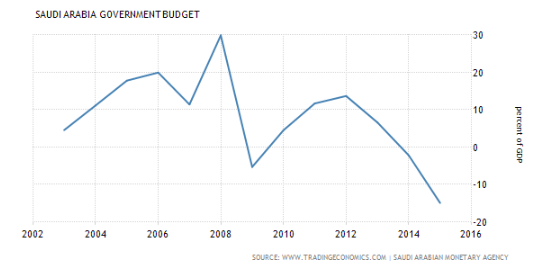 SAUDI ARABIA GOVERNMENT BUDGET
30
20
10
0
-10
-20
percent of GDP
2002 2004 2006 2008 2010 2012 2014 2016
SOURCE: WWW.TRADINGECONOMICS.COM | SAUDI ARABIAN MONETARY AGENCY